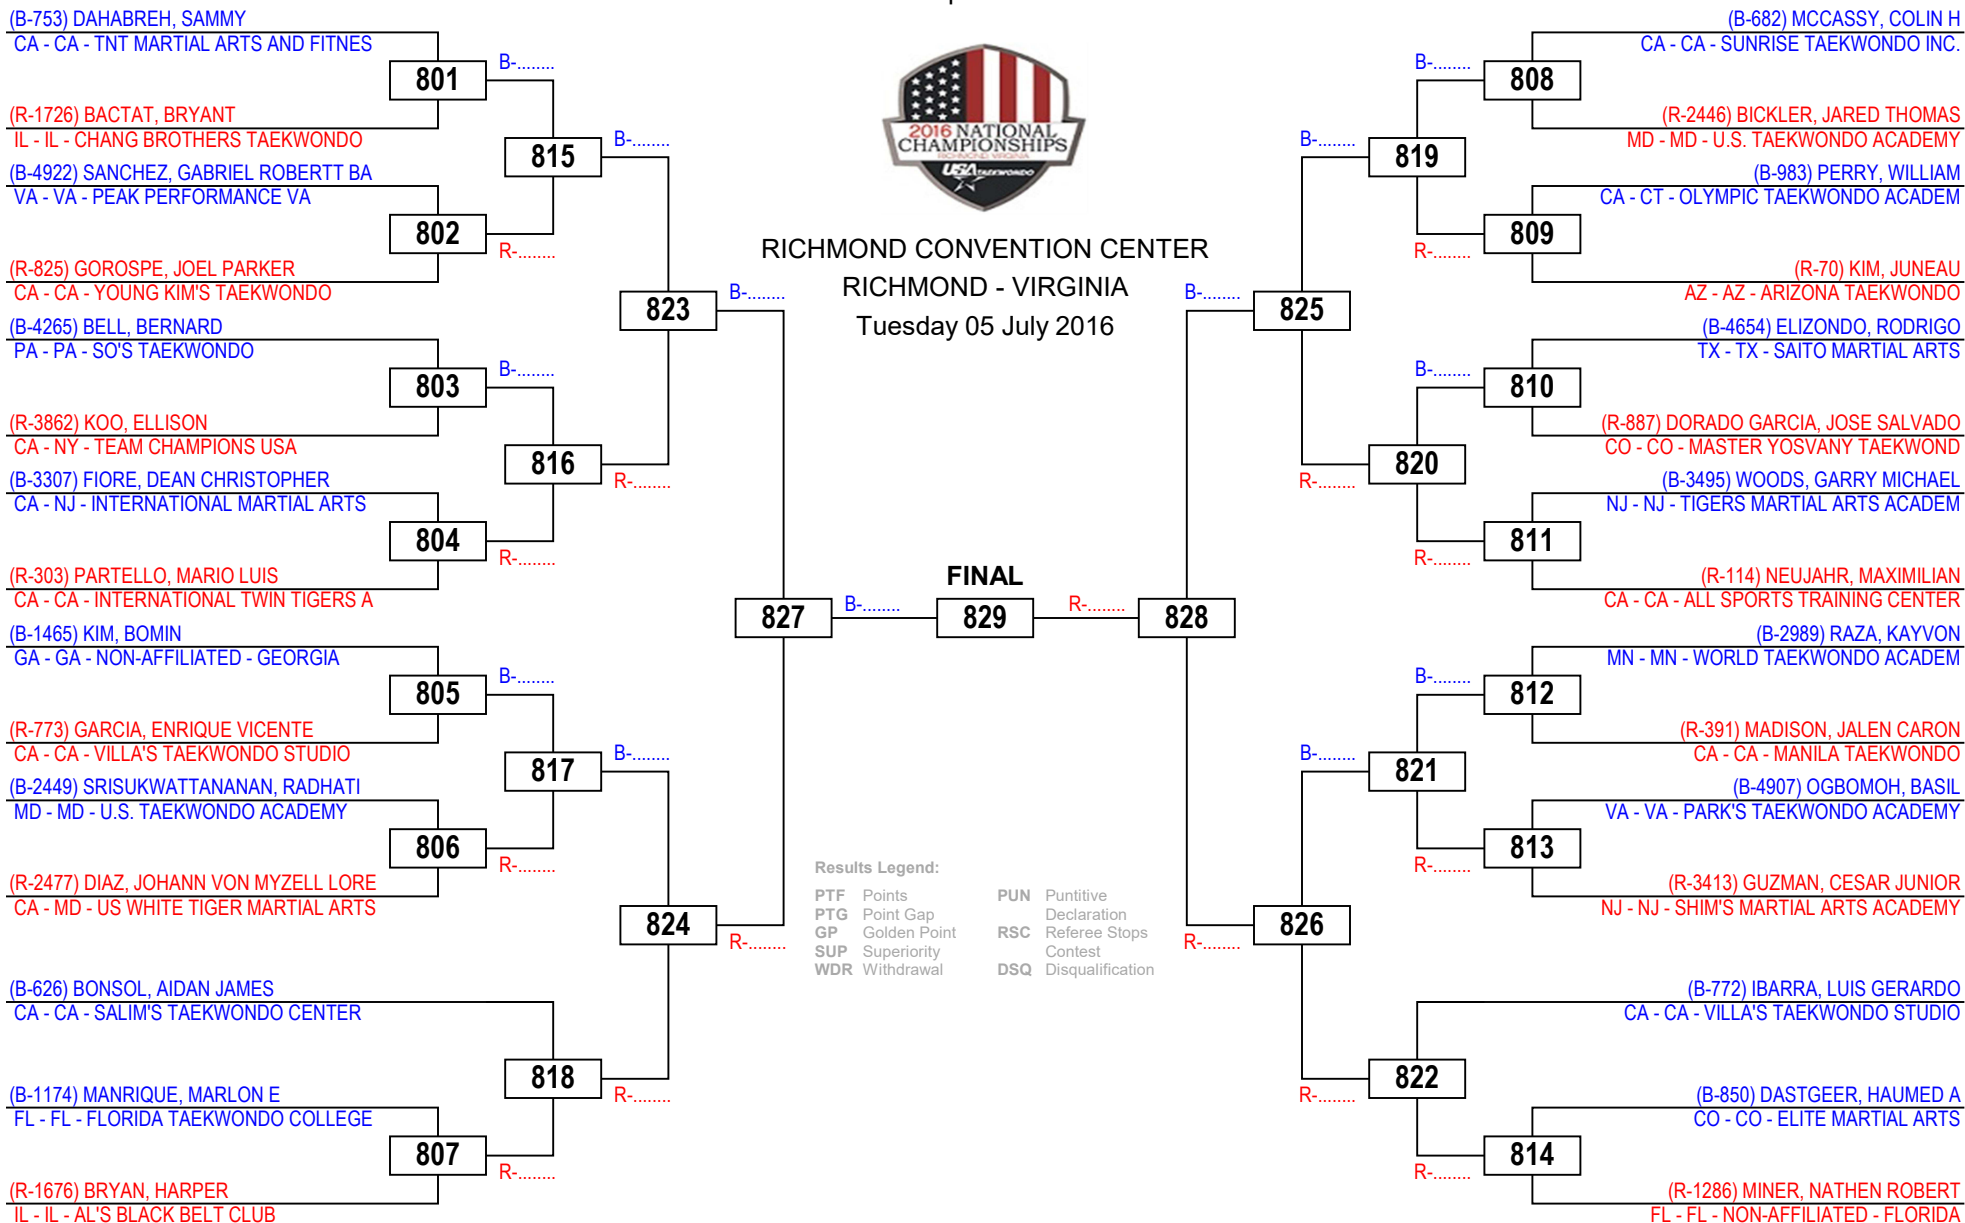 (B-753) DAHABREH, SAMMY
CA - CA - TNT MARTIAL ARTS AND FITNES
801
B-........
(R-1726) BACTAT, BRYANT
IL - IL - CHANG BROTHERS TAEKWONDO
815
B-........
(B-4922) SANCHEZ, GABRIEL ROBERTT BA
VA - VA - PEAK PERFORMANCE VA
802
R-........
(R-825) GOROSPE, JOEL PARKER
CA - CA - YOUNG KIM'S TAEKWONDO
823
B-........
(B-4265) BELL, BERNARD
PA - PA - SO'S TAEKWONDO
803
B-........
(R-3862) KOO, ELLISON
CA - NY - TEAM CHAMPIONS USA
816
R-........
(B-3307) FIORE, DEAN CHRISTOPHER
CA - NJ - INTERNATIONAL MARTIAL ARTS
804
R-........
(R-303) PARTELLO, MARIO LUIS
CA - CA - INTERNATIONAL TWIN TIGERS A
827
B-........
(B-1465) KIM, BOMIN
GA - GA - NON-AFFILIATED - GEORGIA
805
B-........
(R-773) GARCIA, ENRIQUE VICENTE
CA - CA - VILLA'S TAEKWONDO STUDIO
817
B-........
(B-2449) SRISUKWATTANANAN, RADHATI
MD - MD - U.S. TAEKWONDO ACADEMY
806
R-........
(R-2477) DIAZ, JOHANN VON MYZELL LORE
CA - MD - US WHITE TIGER MARTIAL ARTS
824
R-........
(B-626) BONSOL, AIDAN JAMES
CA - CA - SALIM'S TAEKWONDO CENTER
818
R-........
(B-1174) MANRIQUE, MARLON E
FL - FL - FLORIDA TAEKWONDO COLLEGE
807
R-........
(R-1676) BRYAN, HARPER
IL - IL - AL'S BLACK BELT CLUB
2016 NATIONAL
CHAMPIONSHIPS
RICHMOND, VIRGINIA
USA TAEKWONDO
RICHMOND CONVENTION CENTER
RICHMOND - VIRGINIA
Tuesday 05 July 2016
FINAL
829
Results Legend:
PTF Points
PTG Point Gap
GP Golden Point
SUP Superiority
WDR Withdrawal
PUN Puntitive
Declaration
RSC Referee Stops
Contest
DSQ Disqualification
(B-682) MCCASSY, COLIN H
CA - CA - SUNRISE TAEKWONDO INC.
B-........
808
(R-2446) BICKLER, JARED THOMAS
MD - MD - U.S. TAEKWONDO ACADEMY
B-........
819
(B-983) PERRY, WILLIAM
CA - CT - OLYMPIC TAEKWONDO ACADEM
R-........
809
(R-70) KIM, JUNEAU
AZ - AZ - ARIZONA TAEKWONDO
B-........
825
(B-4654) ELIZONDO, RODRIGO
TX - TX - SAITO MARTIAL ARTS
B-........
810
(R-887) DORADO GARCIA, JOSE SALVADO
CO - CO - MASTER YOSVANY TAEKWOND
R-........
820
(B-3495) WOODS, GARRY MICHAEL
NJ - NJ - TIGERS MARTIAL ARTS ACADEM
R-........
811
(R-114) NEUJAHR, MAXIMILIAN
CA - CA - ALL SPORTS TRAINING CENTER
R-........
828
(B-2989) RAZA, KAYVON
MN - MN - WORLD TAEKWONDO ACADEM
B-........
812
(R-391) MADISON, JALEN CARON
CA - CA - MANILA TAEKWONDO
B-........
821
(B-4907) OGBOMOH, BASIL
VA - VA - PARK'S TAEKWONDO ACADEMY
R-........
813
(R-3413) GUZMAN, CESAR JUNIOR
NJ - NJ - SHIM'S MARTIAL ARTS ACADEMY
R-........
826
(B-772) IBARRA, LUIS GERARDO
CA - CA - VILLA'S TAEKWONDO STUDIO
R-........
822
(B-850) DASTGEER, HAUMED A
CO - CO - ELITE MARTIAL ARTS
R-........
814
(R-1286) MINER, NATHEN ROBERT
FL - FL - NON-AFFILIATED - FLORIDA